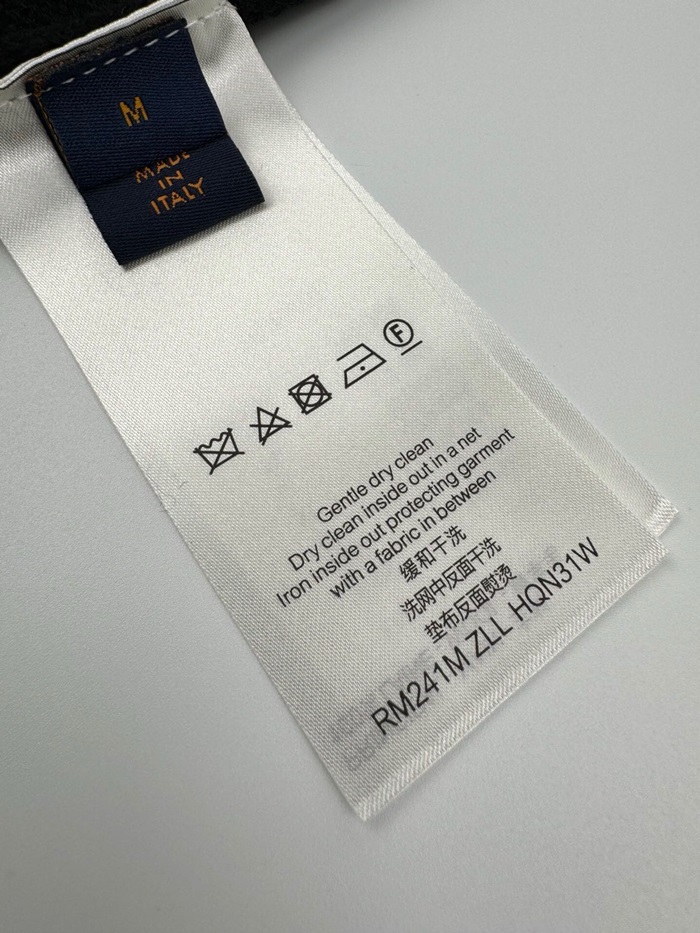 M
MADE
IN
ITALY
F
Gentle dry clean
Dry clean inside out in a net
Iron inside out protecting garment
with a fabric in between
缓和干洗
洗网中反面干洗
垫布反面熨烫
RM241M ZLL HQN31W